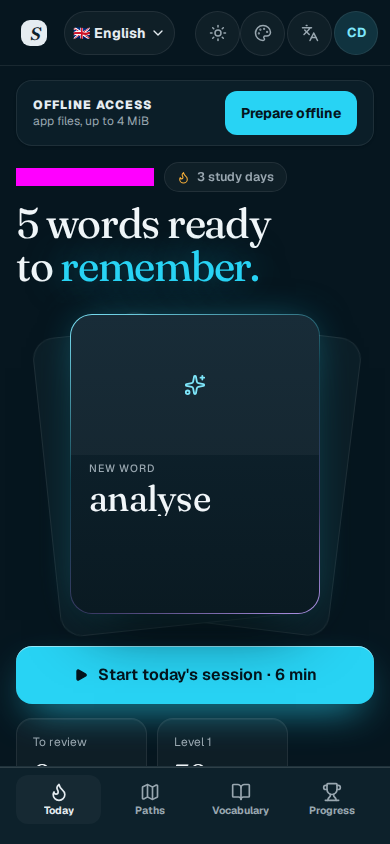 S
🇬🇧 English
CD
OFFLINE ACCESS
app files, up to 4 MiB
Prepare offline
3 study days
5 words ready
to remember.
NEW WORD
analyse
Start today's session · 6 min
To review
Level 1
Today
Paths
Vocabulary
Progress